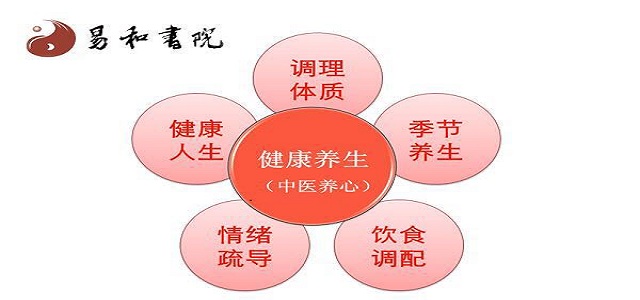 易和書院
调理
体质
健康
人生
季节
养生
健康养生
（中医养心）
情绪
疏导
饮食
调配